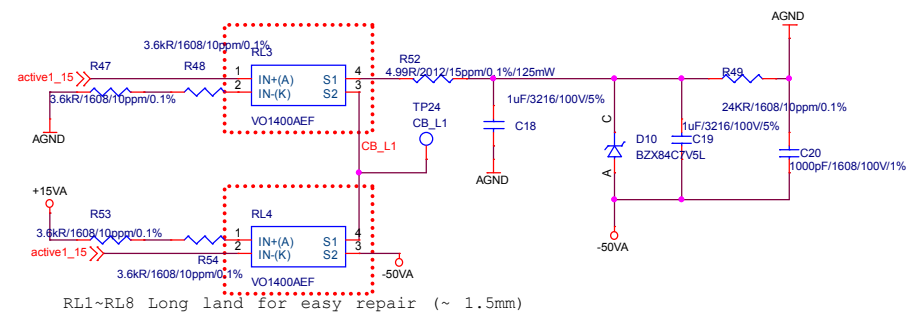 AGND
3.6kR/1608/10ppm/0.1%
RL3
R47
R48
R52
active1_15
1
IN+(A)
S1
4
4.99R/2012/15ppm/0.1%/125mW
R49
2
IN-(K)
S2
3
3.6kR/1608/10ppm/0.1%
TP24
CB_L1
1uF/3216/100V/5%
24KR/1608/10ppm/0.1%
VO1400AEF
C18
C
D10
BZX84C7V5L
1uF/3216/100V/5%
C19
AGND
CB_L1
A
C20
1000pF/1608/100V/1%
AGND
+15VA
R53
RL4
3.6kR/1608/10ppm/0.1%
1
IN+(A)
S1
4
active1_15
2
IN-(K)
S2
3
-50VA
R54
3.6kR/1608/10ppm/0.1%
-50VA
VO1400AEF
RL1~RL8 Long land for easy repair (~ 1.5mm)